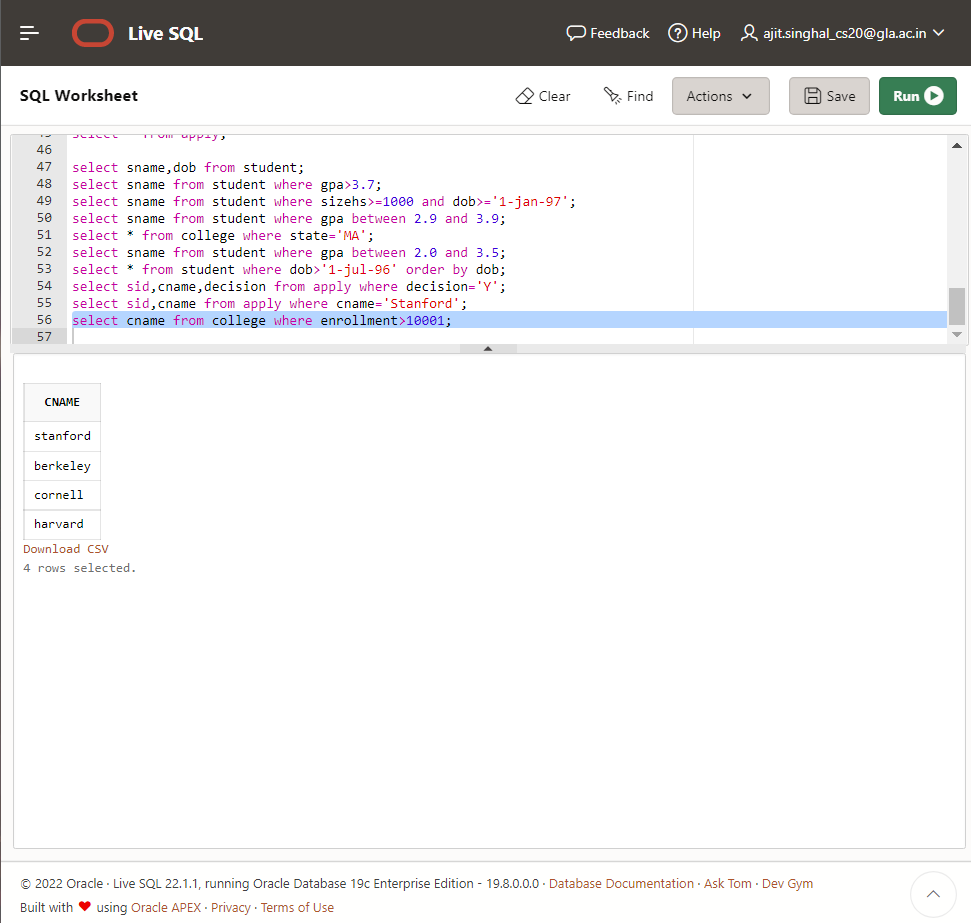 Live SQL
Feedback
Help
ajit.singhal_cs20@gla.ac.in
SQL Worksheet
Clear
Find
Actions
Save
Run
45 select * from apply;
46
47 select sname,dob from student;
48 select sname from student where gpa>3.7;
49 select sname from student where sizehs>=1000 and dob>='1-jan-97';
50 select sname from student where gpa between 2.9 and 3.9;
51 select * from college where state='MA';
52 select sname from student where gpa between 2.0 and 3.5;
53 select * from student where dob>'1-jul-96' order by dob;
54 select sid,cname,decision from apply where decision='Y';
55 select sid,cname from apply where cname='Stanford';
56 select cname from college where enrollment>10001;
57
CNAME
stanford
berkeley
cornell
harvard
Download CSV
4 rows selected.
© 2022 Oracle · Live SQL 22.1.1, running Oracle Database 19c Enterprise Edition - 19.8.0.0.0 · Database Documentation · Ask Tom · Dev Gym
Built with ❤ using Oracle APEX · Privacy · Terms of Use